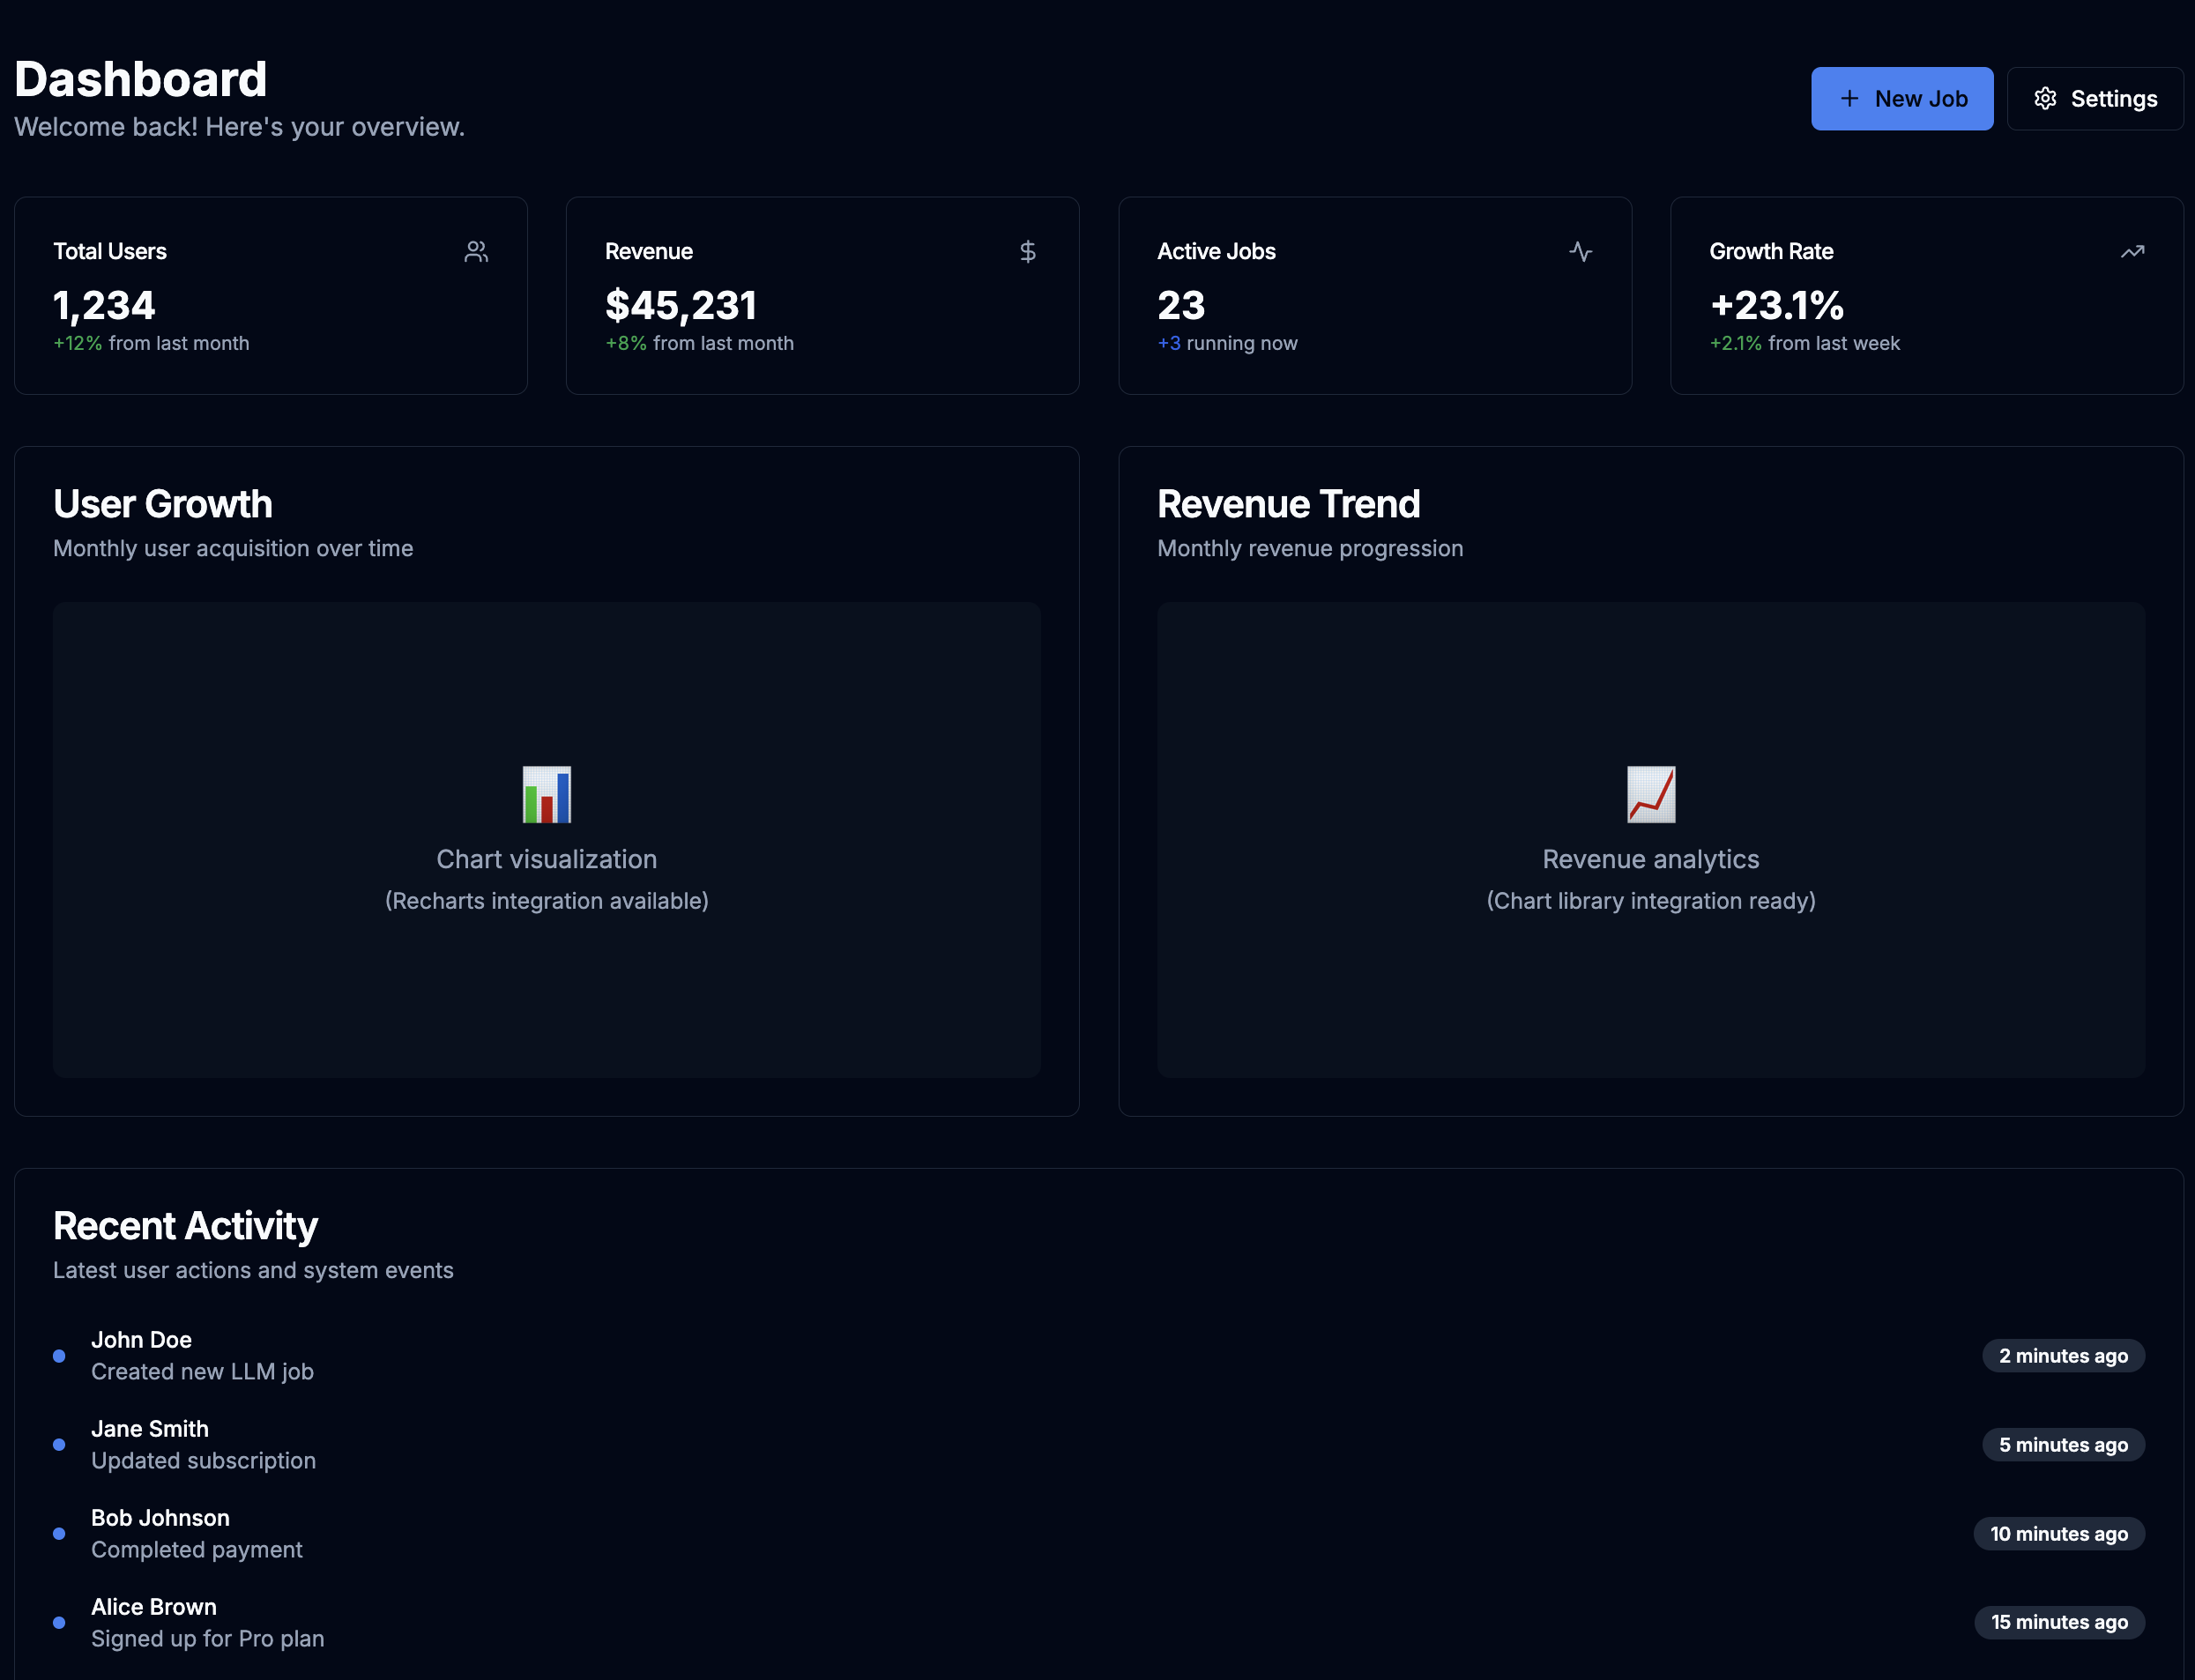 Dashboard
Welcome back! Here's your overview.
New Job
Settings
Total Users
1,234
+12% from last month
Revenue
$45,231
+8% from last month
Active Jobs
23
+3 running now
Growth Rate
+23.1%
+2.1% from last week
User Growth
Monthly user acquisition over time
Chart visualization
(Recharts integration available)
Revenue Trend
Monthly revenue progression
Revenue analytics
(Chart library integration ready)
Recent Activity
Latest user actions and system events
John Doe
Created new LLM job
2 minutes ago
Jane Smith
Updated subscription
5 minutes ago
Bob Johnson
Completed payment
10 minutes ago
Alice Brown
Signed up for Pro plan
15 minutes ago